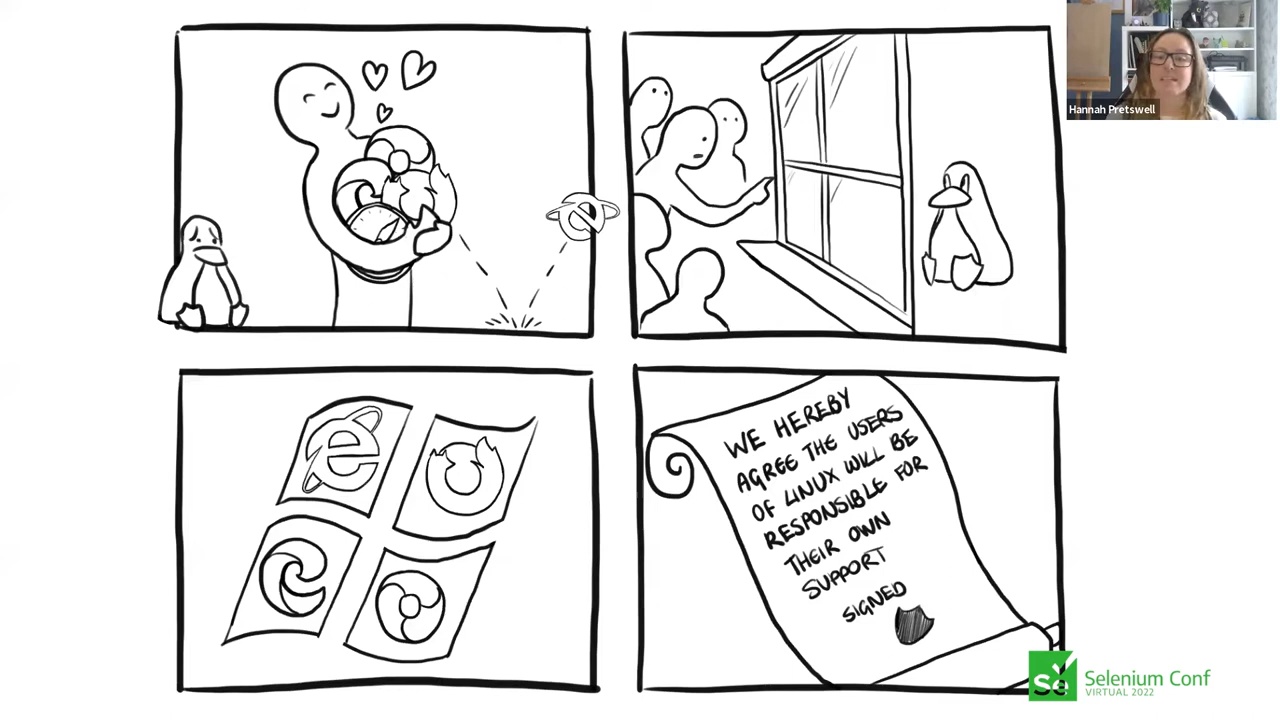 Hannah Pretswell
WE HEREBY
AGREE THE USERS
OF LINUX WILL BE
RESPONSIBLE FOR
THEIR OWN
SUPPORT
SIGNED
Se
Selenium Conf
VIRTUAL 2022